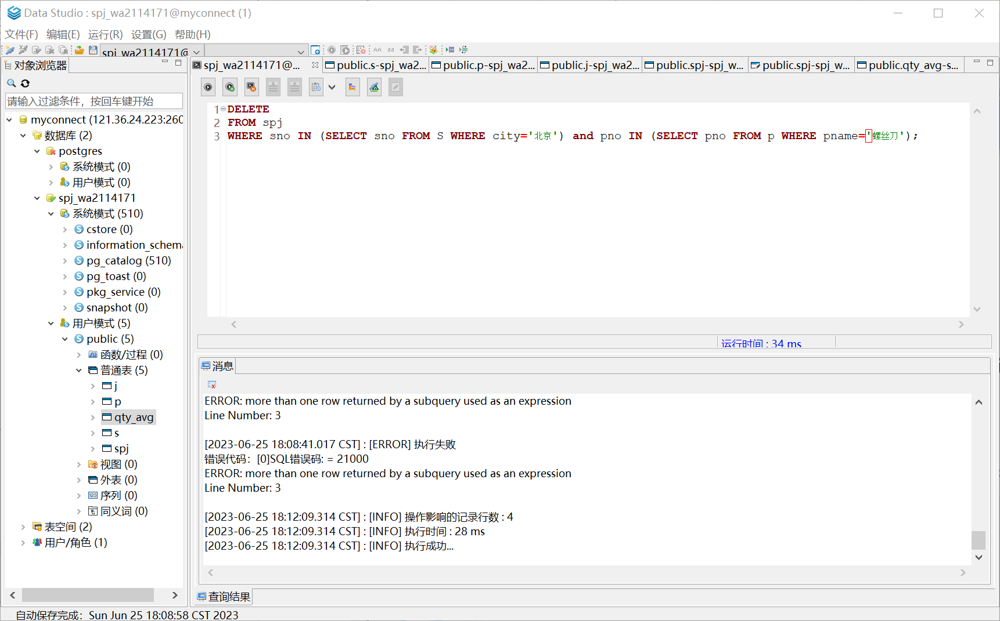 Data Studio : spj_wa2114171@myconnect (1)
文件(F) 编辑(E) 运行(R) 设置(G) 帮助(H)
spj_wa2114171@
对象浏览器
请输入过滤条件，按回车键开始
myconnect (121.36.24.223:260
数据库 (2)
postgres
系统模式 (0)
用户模式 (0)
spj_wa2114171
系统模式 (510)
cstore (0)
information_schema
pg_catalog (510)
pg_toast (0)
pkg_service (0)
snapshot (0)
用户模式 (5)
public (5)
函数/过程 (0)
普通表 (5)
j
p
qty_avg
s
spj
视图 (0)
外表 (0)
序列 (0)
同义词 (0)
表空间 (2)
用户/角色 (1)
spj_wa2114171@... public.s-spj_wa2... public.p-spj_wa2... public.j-spj_wa2... public.spj-spj_w... public.spj-spj_w... public.qty_avg-s...
1 DELETE
2 FROM spj
3 WHERE sno IN (SELECT sno FROM S WHERE city='北京') and pno IN (SELECT pno FROM p WHERE pname='螺丝刀');
运行时间 : 34 ms
消息
ERROR: more than one row returned by a subquery used as an expression
Line Number: 3
[2023-06-25 18:08:41.017 CST] : [ERROR] 执行失败
错误代码：[0]SQL错误码: = 21000
ERROR: more than one row returned by a subquery used as an expression
Line Number: 3
[2023-06-25 18:12:09.314 CST] : [INFO] 操作影响的记录行数 : 4
[2023-06-25 18:12:09.314 CST] : [INFO] 执行时间 : 28 ms
[2023-06-25 18:12:09.314 CST] : [INFO] 执行成功...
查询结果
自动保存完成：Sun Jun 25 18:08:58 CST 2023